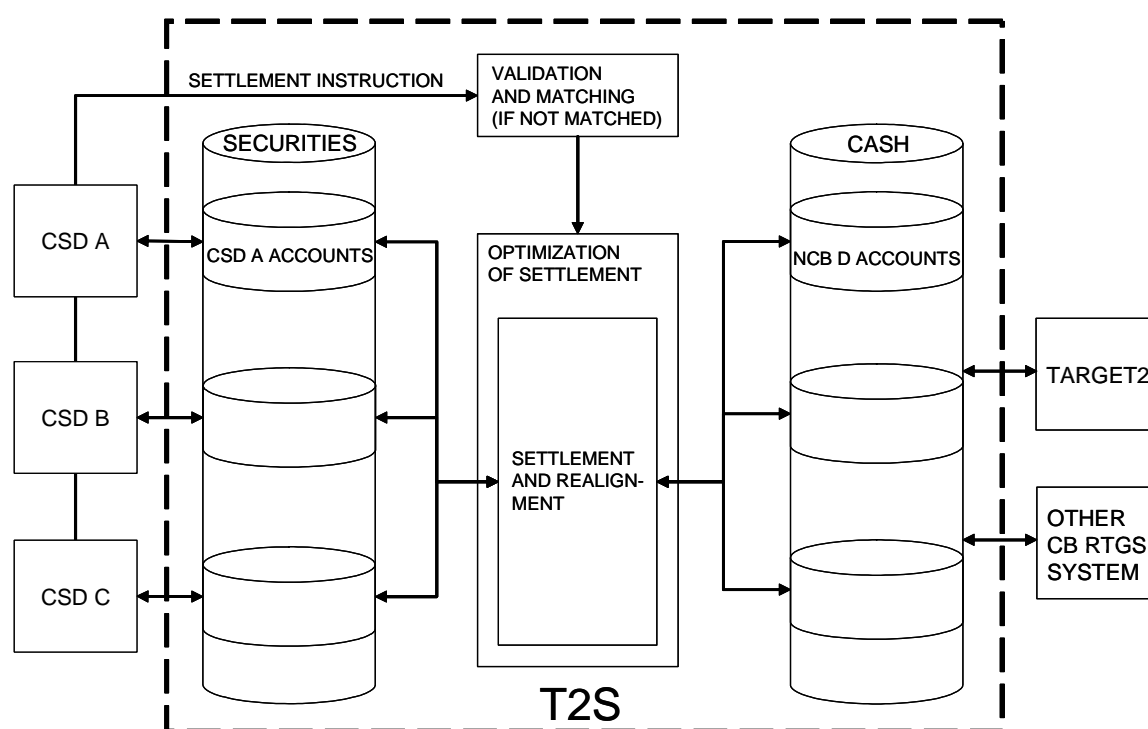 SETTLEMENT INSTRUCTION
VALIDATION
AND MATCHING
(IF NOT MATCHED)
SECURITIES
CASH
CSD A
CSD A ACCOUNTS
OPTIMIZATION
OF SETTLEMENT
NCB D ACCOUNTS
TARGET2
CSD B
SETTLEMENT
AND REALIGN-
MENT
OTHER
CB RTGS
SYSTEM
CSD C
T2S